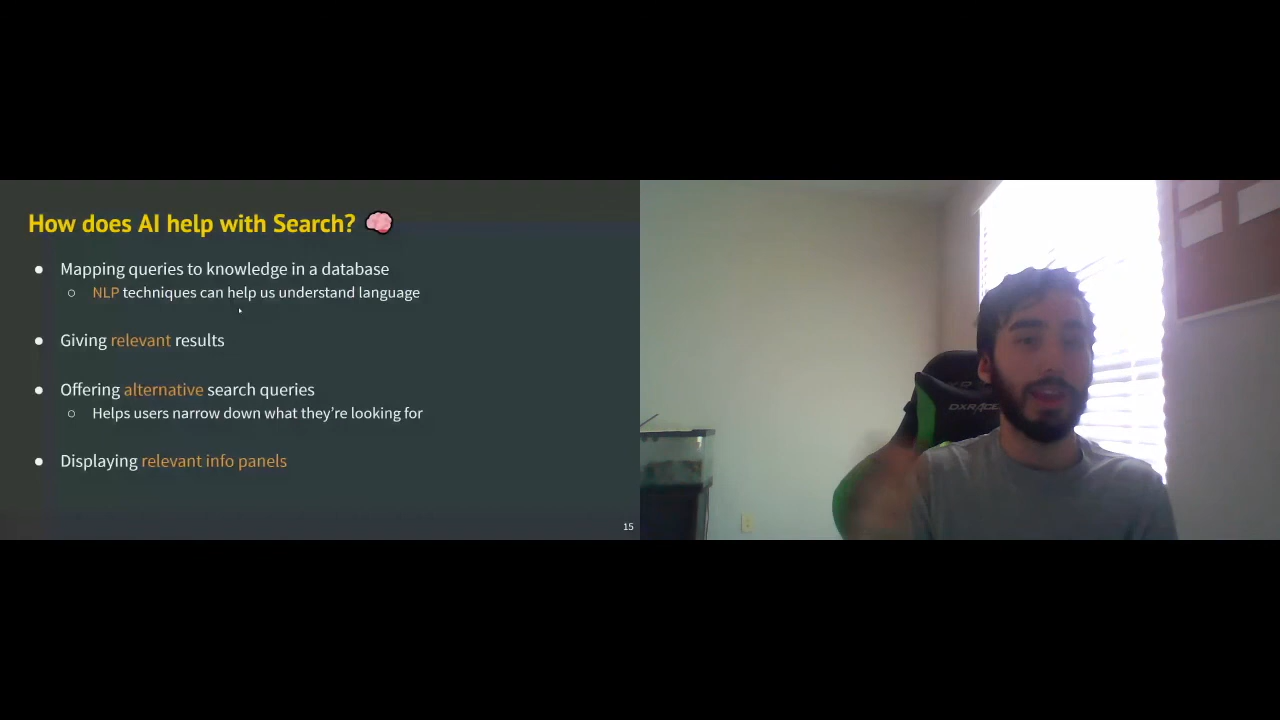 How does AI help with Search? 🧠
● Mapping queries to knowledge in a database
○ NLP techniques can help us understand language
● Giving relevant results
● Offering alternative search queries
○ Helps users narrow down what they’re looking for
● Displaying relevant info panels
15
DXRACE